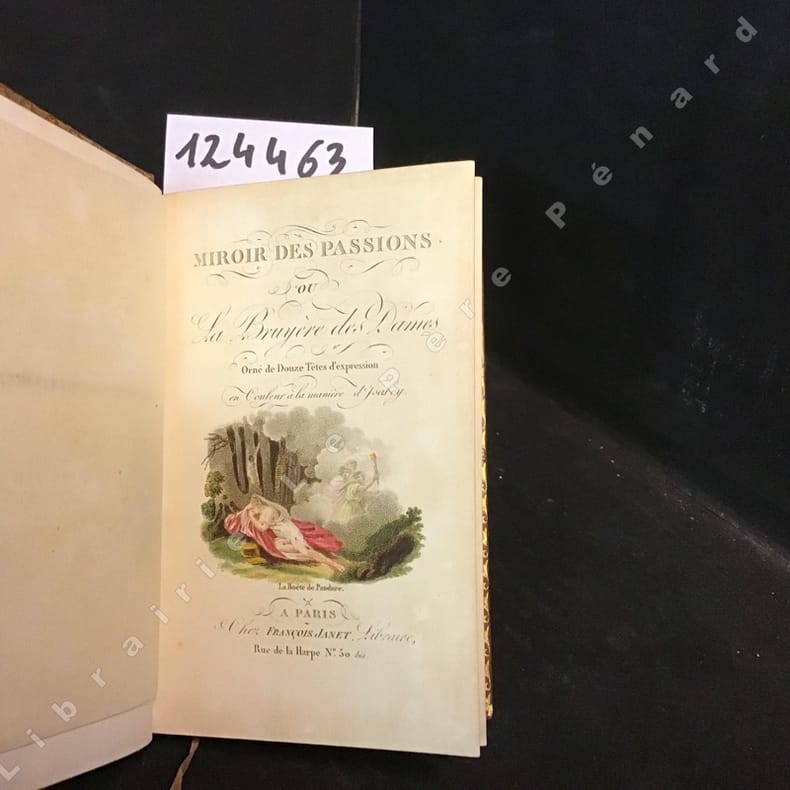 124463
MIROIR DES PASSIONS
OU
La Bruyère des Dames
Orné de Douze Têtes d'expression
en Couleur à la manière d'Isabey
La Boëte de Pandore.
A PARIS
Chez FRANÇOIS JANET, Libraire,
Rue de la Harpe N.º 50 bis.
Librairie Le Père Pénard